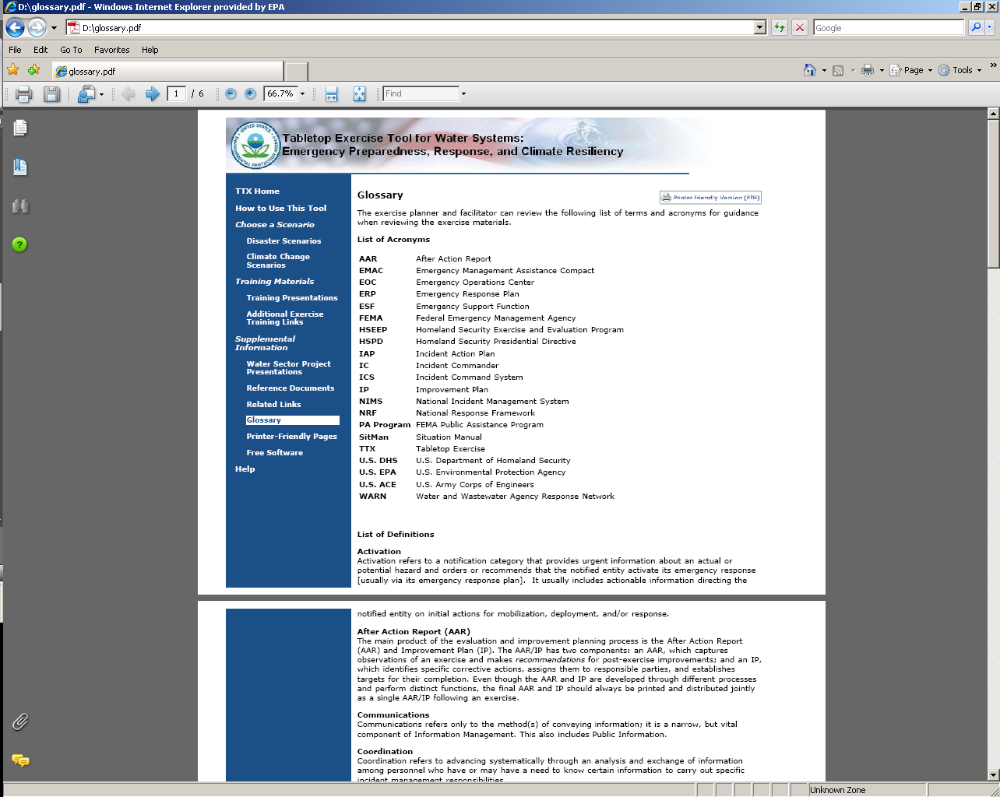 D:\glossary.pdf - Windows Internet Explorer provided by EPA
D:\glossary.pdf
Google
File Edit Go To Favorites Help
glossary.pdf
Page Tools
1 / 6 66.7% Find
UNITED STATES
ENVIRONMENTAL PROTECTION AGENCY
Tabletop Exercise Tool for Water Systems:
Emergency Preparedness, Response, and Climate Resiliency
TTX Home
How to Use This Tool
Choose a Scenario
Disaster Scenarios
Climate Change
Scenarios
Training Materials
Training Presentations
Additional Exercise
Training Links
Supplemental
Information
Water Sector Project
Presentations
Reference Documents
Related Links
Glossary
Printer-Friendly Pages
Free Software
Help
Glossary
Printer Friendly Version (PDF)
The exercise planner and facilitator can review the following list of terms and acronyms for guidance
when reviewing the exercise materials.
List of Acronyms
AAR After Action Report
EMAC Emergency Management Assistance Compact
EOC Emergency Operations Center
ERP Emergency Response Plan
ESF Emergency Support Function
FEMA Federal Emergency Management Agency
HSEEP Homeland Security Exercise and Evaluation Program
HSPD Homeland Security Presidential Directive
IAP Incident Action Plan
IC Incident Commander
ICS Incident Command System
IP Improvement Plan
NIMS National Incident Management System
NRF National Response Framework
PA Program FEMA Public Assistance Program
SitMan Situation Manual
TTX Tabletop Exercise
U.S. DHS U.S. Department of Homeland Security
U.S. EPA U.S. Environmental Protection Agency
U.S. ACE U.S. Army Corps of Engineers
WARN Water and Wastewater Agency Response Network
List of Definitions
Activation
Activation refers to a notification category that provides urgent information about an actual or
potential hazard and orders or recommends that the notified entity activate its emergency response
[usually via its emergency response plan].  It usually includes actionable information directing the
notified entity on initial actions for mobilization, deployment, and/or response.
After Action Report (AAR)
The main product of the evaluation and improvement planning process is the After Action Report
(AAR) and Improvement Plan (IP). The AAR/IP has two components: an AAR, which captures
observations of an exercise and makes recommendations for post-exercise improvements; and an IP,
which identifies specific corrective actions, assigns them to responsible parties, and establishes
targets for their completion. Even though the AAR and IP are developed through different processes
and perform distinct functions, the final AAR and IP should always be printed and distributed jointly
as a single AAR/IP following an exercise.
Communications
Communications refers only to the method(s) of conveying information; it is a narrow, but vital
component of Information Management. This also includes Public Information.
Coordination
Coordination refers to advancing systematically through an analysis and exchange of information
among personnel who have or may have a need to know certain information to carry out specific
incident management responsibilities.
Unknown Zone